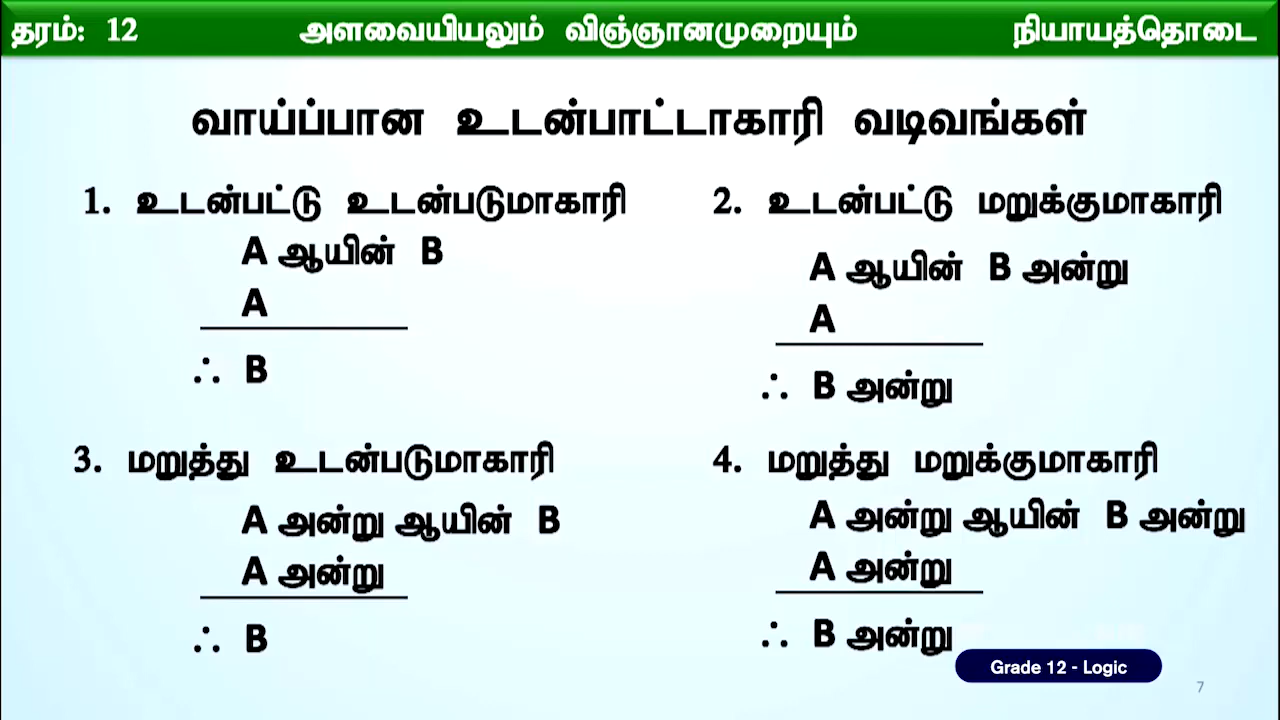 தரம்: 12 அளவையியலும் விஞ்ஞானமுறையும் நியாயத்தொடை
வாய்ப்பான உடன்பாட்டாகாரி வடிவங்கள்
1. உடன்பட்டு உடன்படுமாகாரி
A ஆயின் B
A
∴ B
2. உடன்பட்டு மறுக்குமாகாரி
A ஆயின் B அன்று
A
∴ B அன்று
3. மறுத்து உடன்படுமாகாரி
A அன்று ஆயின் B
A அன்று
∴ B
4. மறுத்து மறுக்குமாகாரி
A அன்று ஆயின் B அன்று
A அன்று
∴ B அன்று
Grade 12 - Logic
7